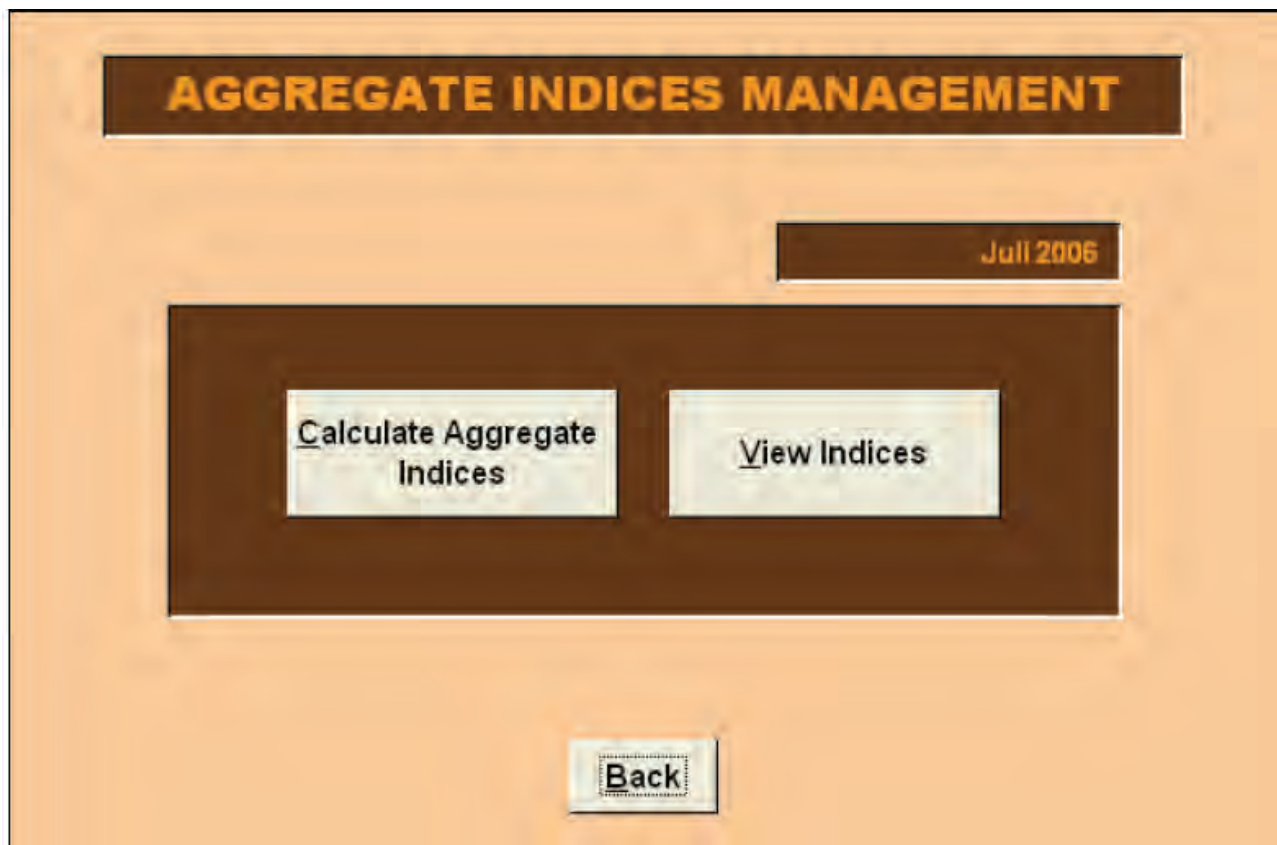 AGGREGATE INDICES MANAGEMENT
Juli 2006
Calculate Aggregate
Indices
View Indices
Back